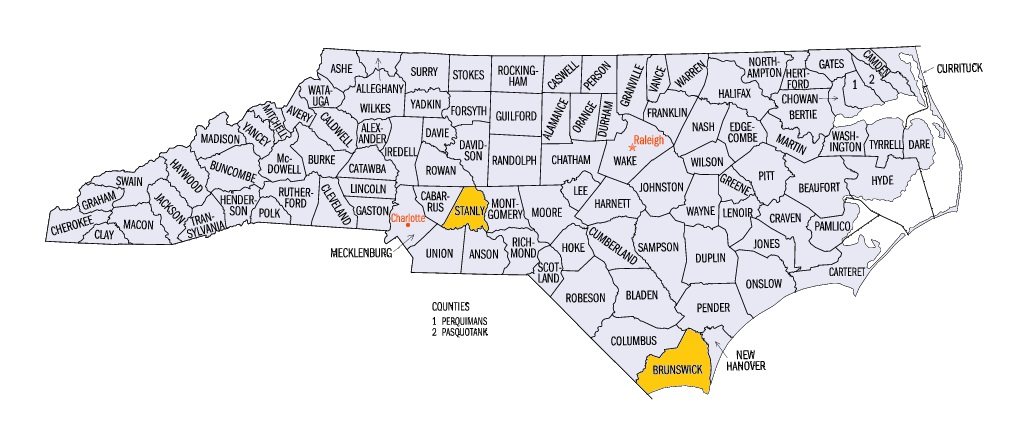 ASHE
ALLEGHANY
SURRY
STOKES
ROCKING-
HAM
CASWELL
PERSON
GRANVILLE
VANCE
WARREN
NORTH-
AMPTON
HERT-
FORD
GATES
CAMDEN
CURRITUCK
1
2
WATA-
UGA
WILKES
YADKIN
FORSYTH
GUILFORD
ALAMANCE
ORANGE
DURHAM
FRANKLIN
HALIFAX
CHOWAN
BERTIE
MITCHELL
AVERY
CALDWELL
ALEX-
ANDER
IREDELL
DAVIE
DAVID-
SON
RANDOLPH
CHATHAM
Raleigh
WAKE
NASH
EDGE-
COMBE
MARTIN
WASH-
INGTON
TYRRELL
DARE
MADISON
YANCEY
Mc-
DOWELL
BURKE
CATAWBA
ROWAN
WILSON
PITT
BEAUFORT
HYDE
SWAIN
HAYWOOD
BUNCOMBE
RUTHER-
FORD
CLEVELAND
LINCOLN
GASTON
CABAR-
RUS
STANLY
MONT-
GOMERY
MOORE
LEE
HARNETT
JOHNSTON
GREENE
WAYNE
LENOIR
CRAVEN
PAMLICO
GRAHAM
CHEROKEE
CLAY
MACON
JACKSON
TRAN-
SYLVANIA
HENDER-
SON
POLK
Charlotte
MECKLENBURG
UNION
ANSON
RICH-
MOND
SCOT-
LAND
HOKE
CUMBERLAND
SAMPSON
DUPLIN
JONES
CARTERET
ONSLOW
ROBESON
BLADEN
PENDER
COUNTIES
1 PERQUIMANS
2 PASQUOTANK
COLUMBUS
BRUNSWICK
NEW
HANOVER